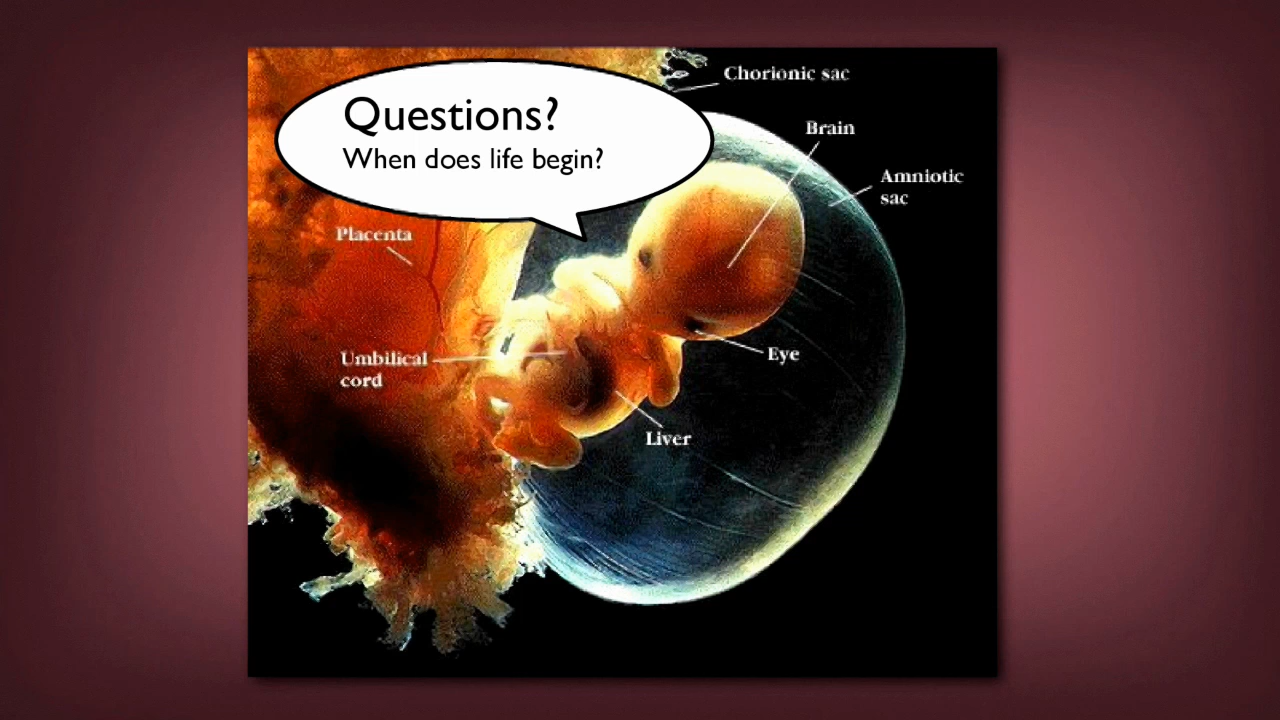 Questions?
When does life begin?
Chorionic sac
Brain
Amniotic
sac
Placenta
Umbilical
cord
Eye
Liver